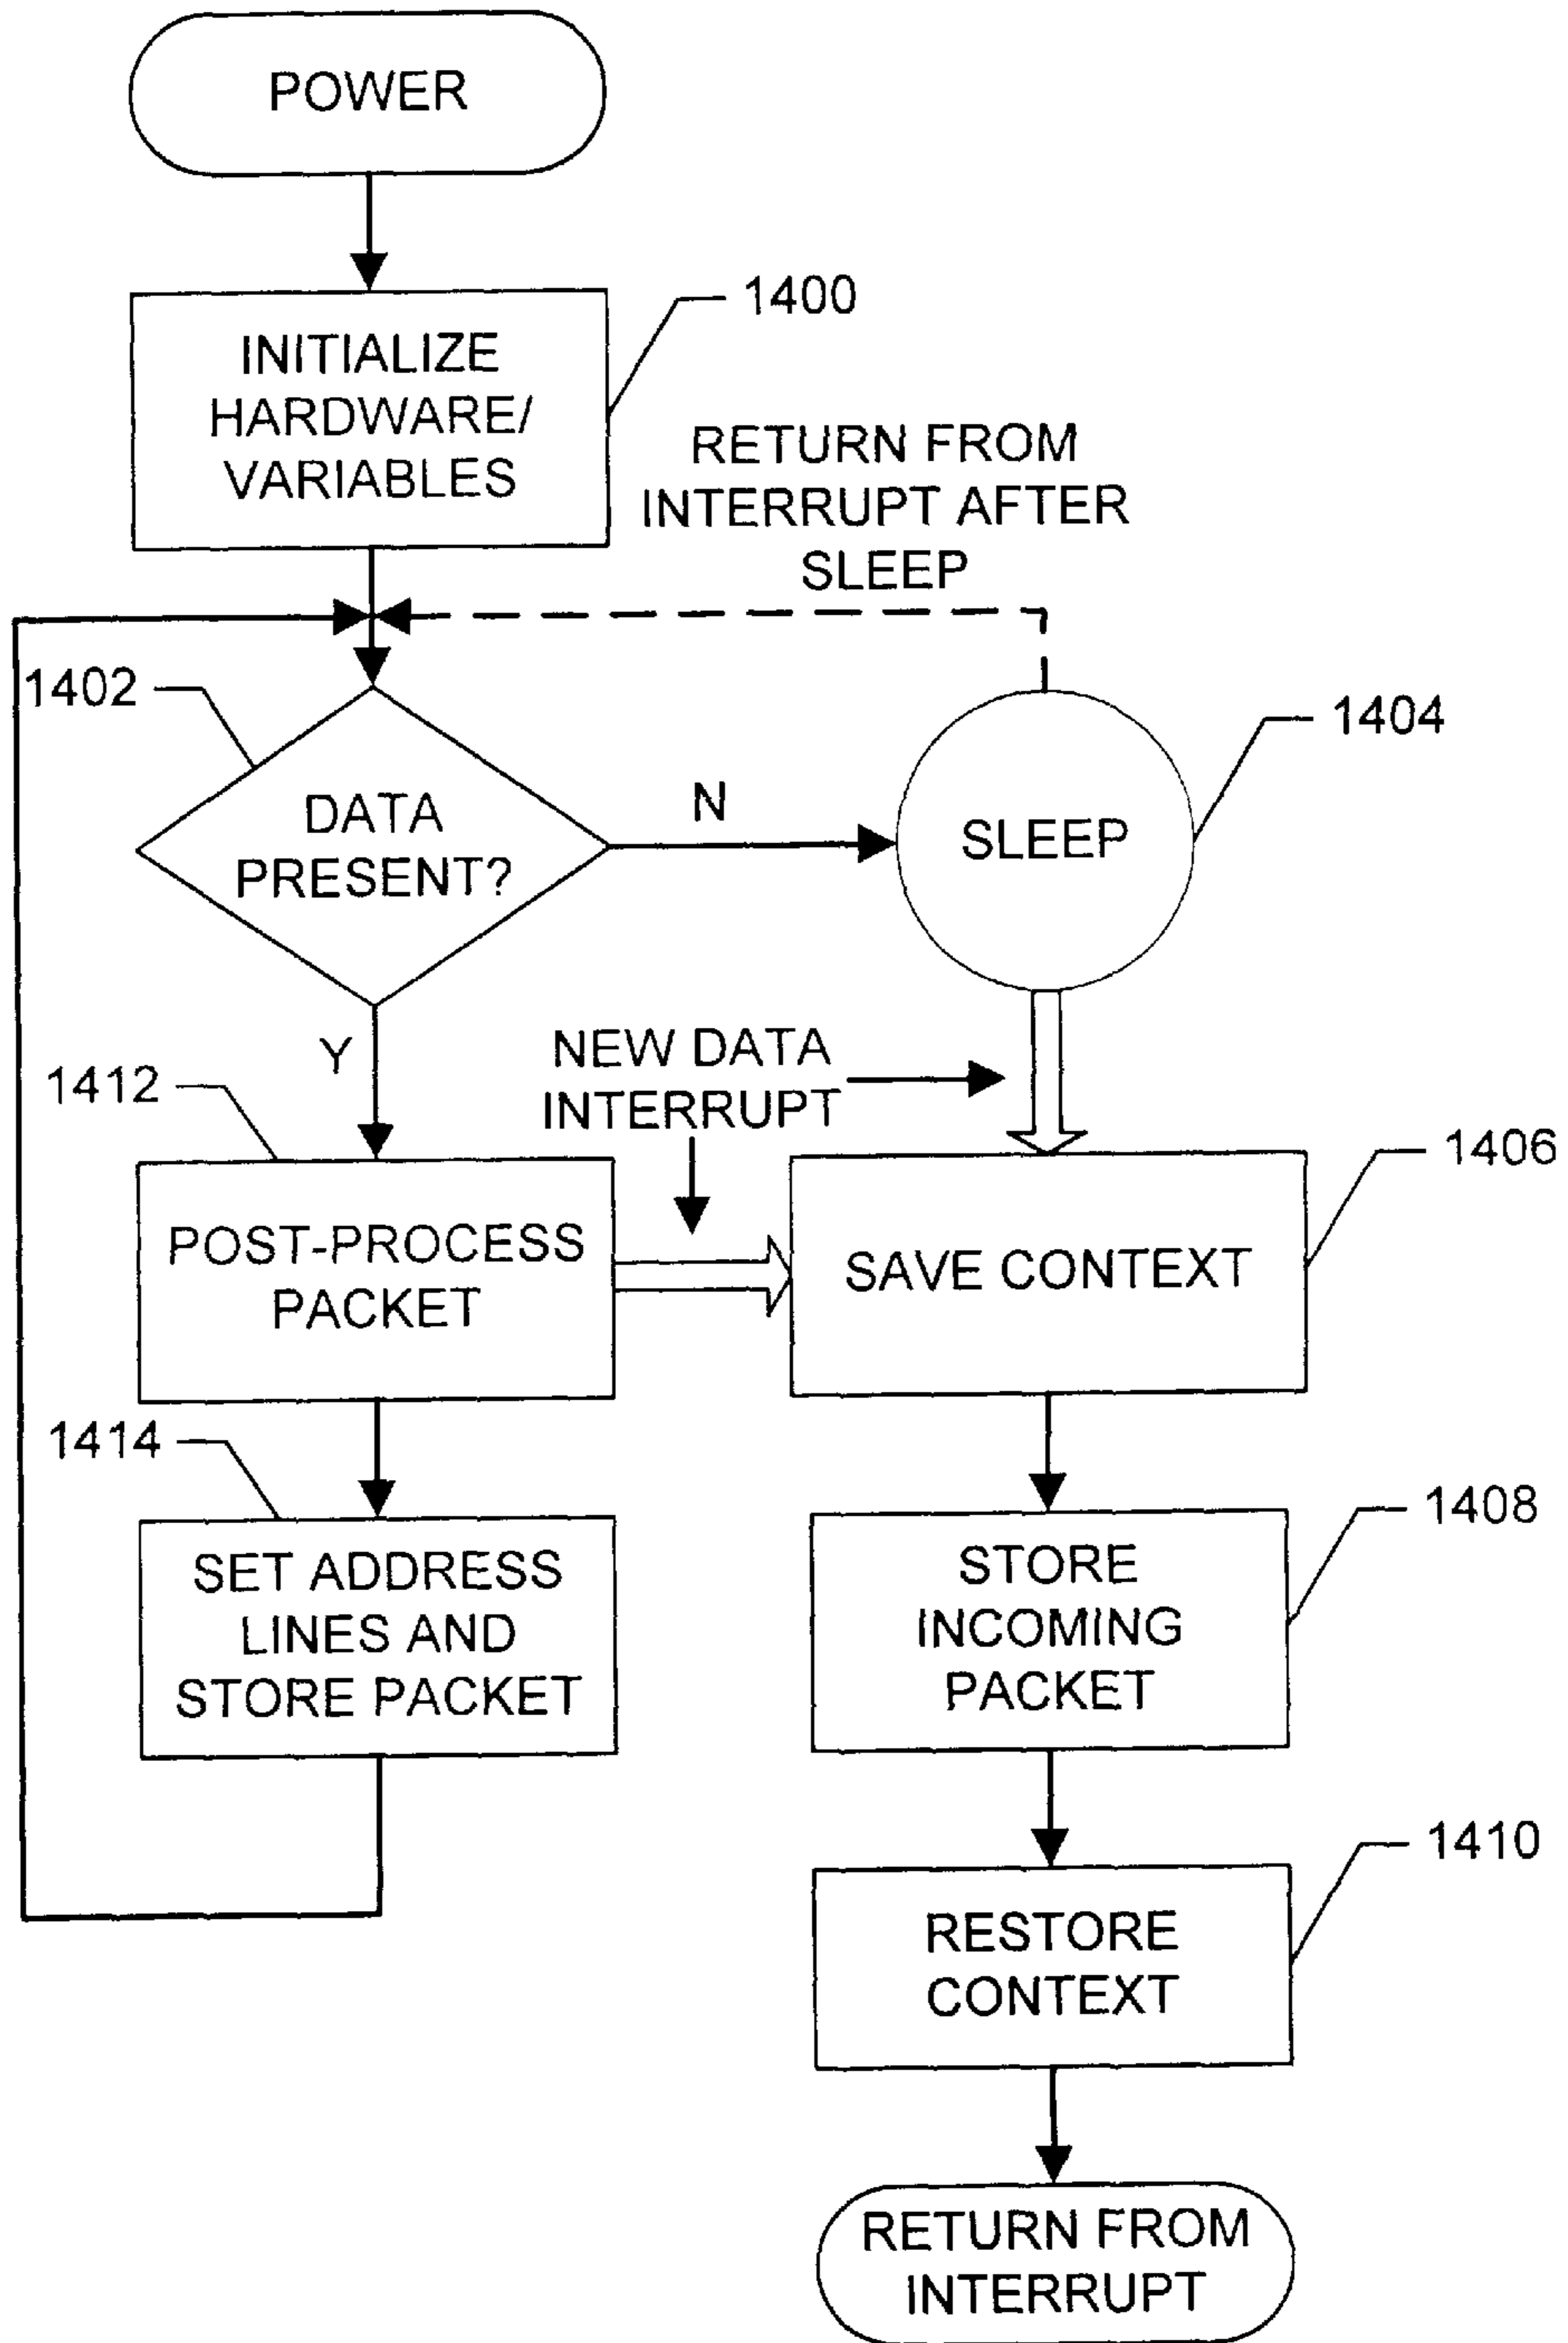 POWER
1400
INITIALIZE
HARDWARE/
VARIABLES
RETURN FROM
INTERRUPT AFTER
SLEEP
1402
DATA
PRESENT?
N
SLEEP
1404
Y
NEW DATA
INTERRUPT
1412
POST-PROCESS
PACKET
1406
SAVE CONTEXT
1414
SET ADDRESS
LINES AND
STORE PACKET
1408
STORE
INCOMING
PACKET
1410
RESTORE
CONTEXT
RETURN FROM
INTERRUPT